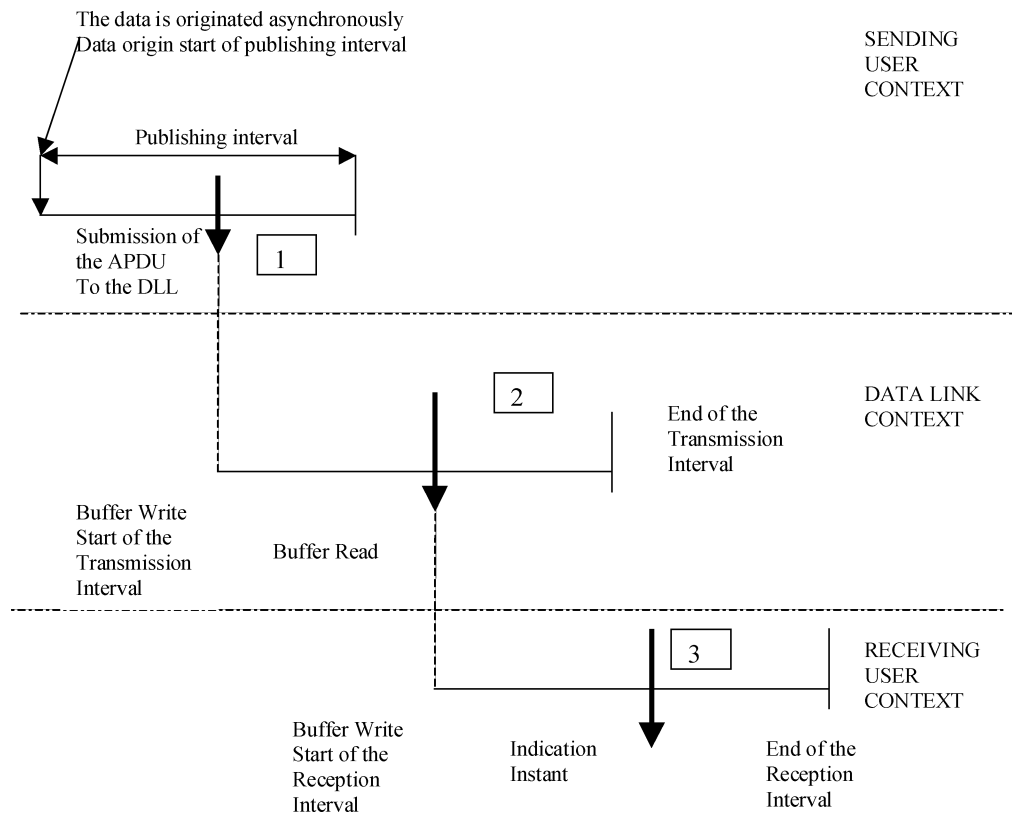 The data is originated asynchronously
Data origin start of publishing interval
SENDING
USER
CONTEXT
Publishing interval
Submission of
the APDU
To the DLL
1
2
DATA LINK
CONTEXT
End of the
Transmission
Interval
Buffer Write
Start of the
Transmission
Interval
Buffer Read
3
RECEIVING
USER
CONTEXT
Buffer Write
Start of the
Reception
Interval
Indication
Instant
End of the
Reception
Interval